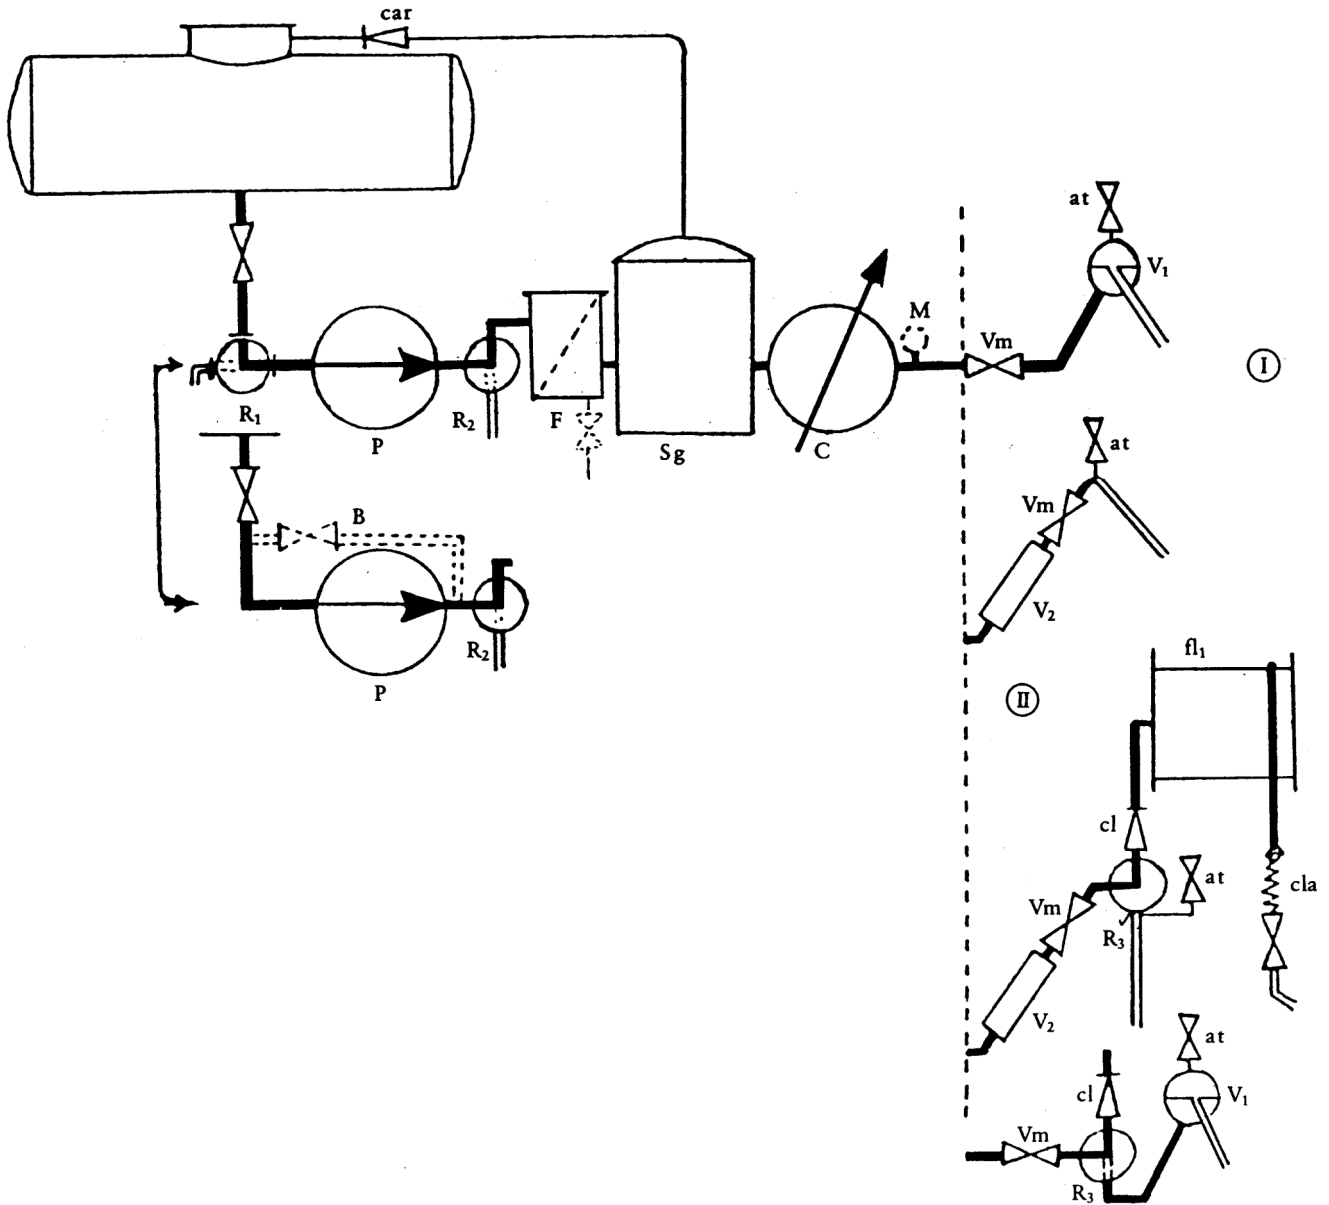 car
at
V₁
M
Vm
I
R₁
P
R₂
F
Sg
C
at
Vm
V₂
B
R₂
P
fl₁
II
cl
at
cla
Vm
R₃
V₂
at
cl
V₁
Vm
R₃